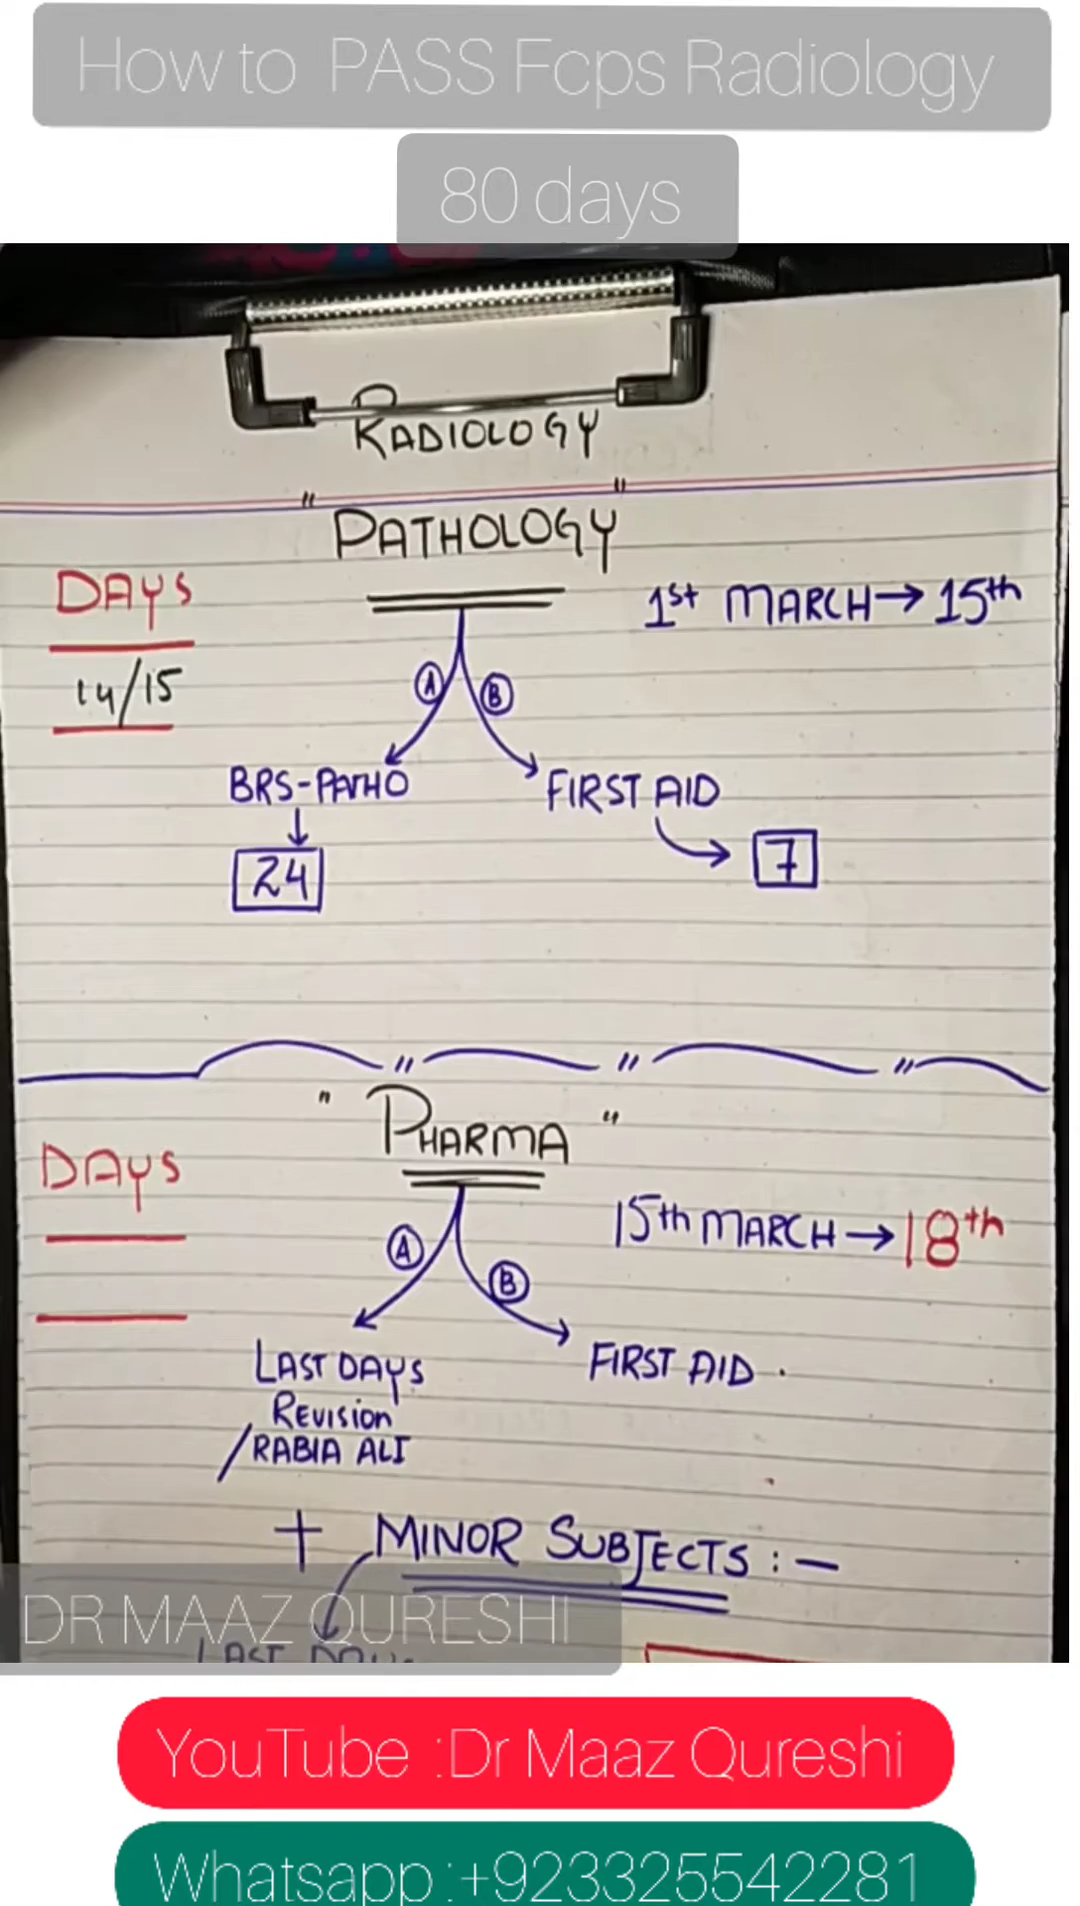 How to PASS Fcps Radiology
80 days
RADIOLOGY
"PATHOLOGY"
DAYS
1st MARCH → 15th
14/15
A B
BRS-PATHO
FIRST AID
24
7
"PHARMA"
DAYS
15th MARCH → 18th
A
B
LAST DAYS
REVISION
/RABIA ALI
FIRST AID
+ MINOR SUBJECTS :-
DR MAAZ QURESHI
LAST DAYS
YouTube :Dr Maaz Qureshi
Whatsapp :+923325542281